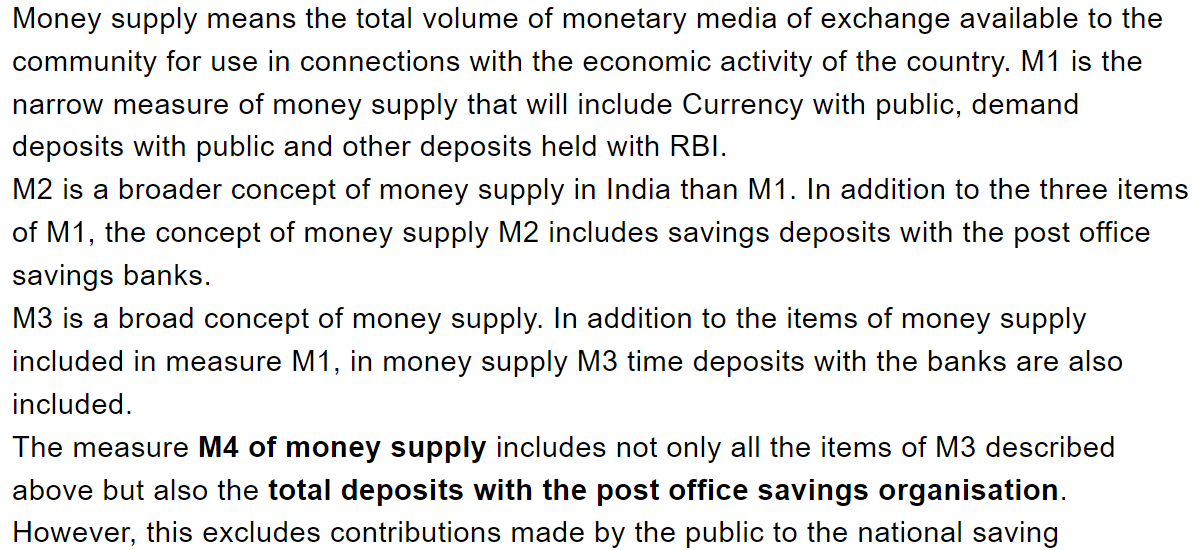 Money supply means the total volume of monetary media of exchange available to the
community for use in connections with the economic activity of the country. M1 is the
narrow measure of money supply that will include Currency with public, demand
deposits with public and other deposits held with RBI.
M2 is a broader concept of money supply in India than M1. In addition to the three items
of M1, the concept of money supply M2 includes savings deposits with the post office
savings banks.
M3 is a broad concept of money supply. In addition to the items of money supply
included in measure M1, in money supply M3 time deposits with the banks are also
included.
The measure M4 of money supply includes not only all the items of M3 described
above but also the total deposits with the post office savings organisation.
However, this excludes contributions made by the public to the national saving